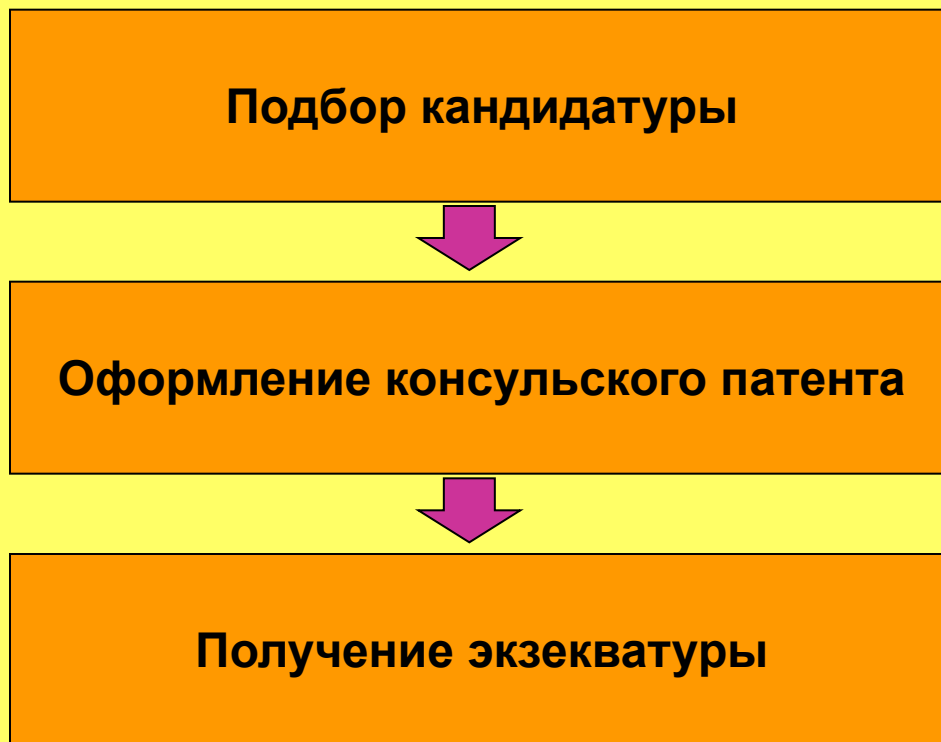 Подбор кандидатуры
Оформление консульского патента
Получение экзекватуры